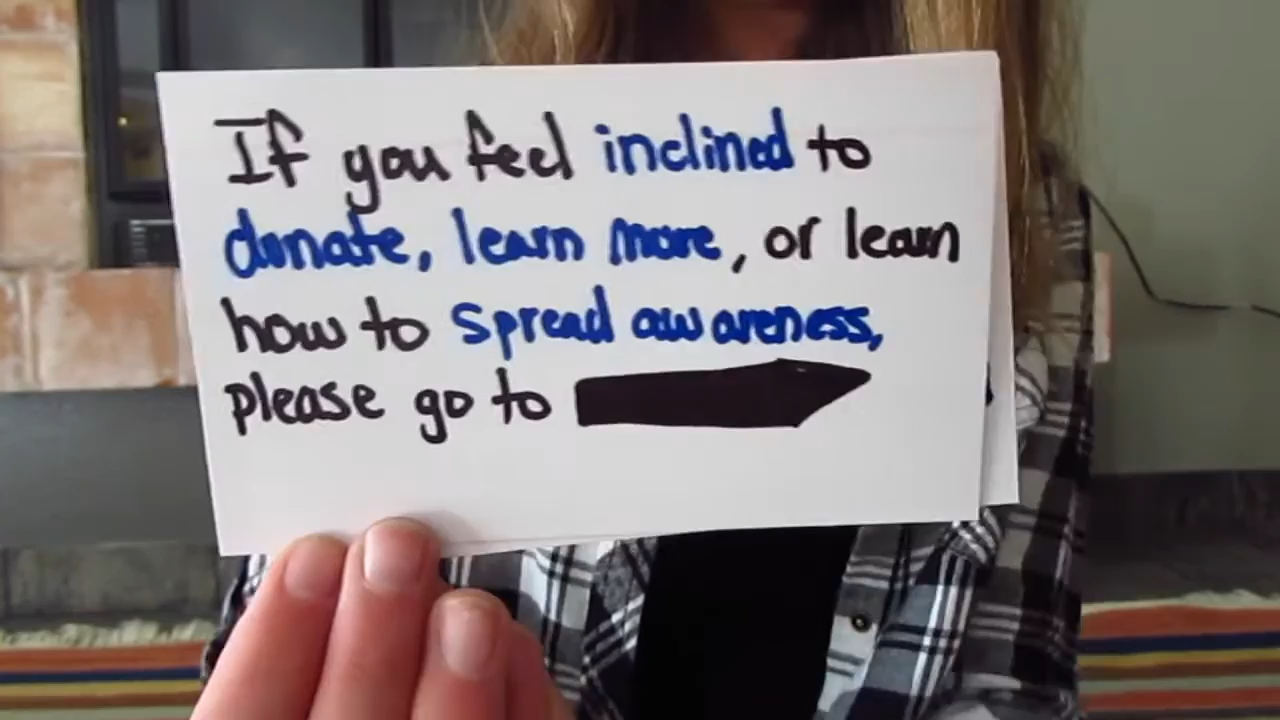 If you feel inclined to
donate, learn more, or learn
how to spread awareness,
please go to